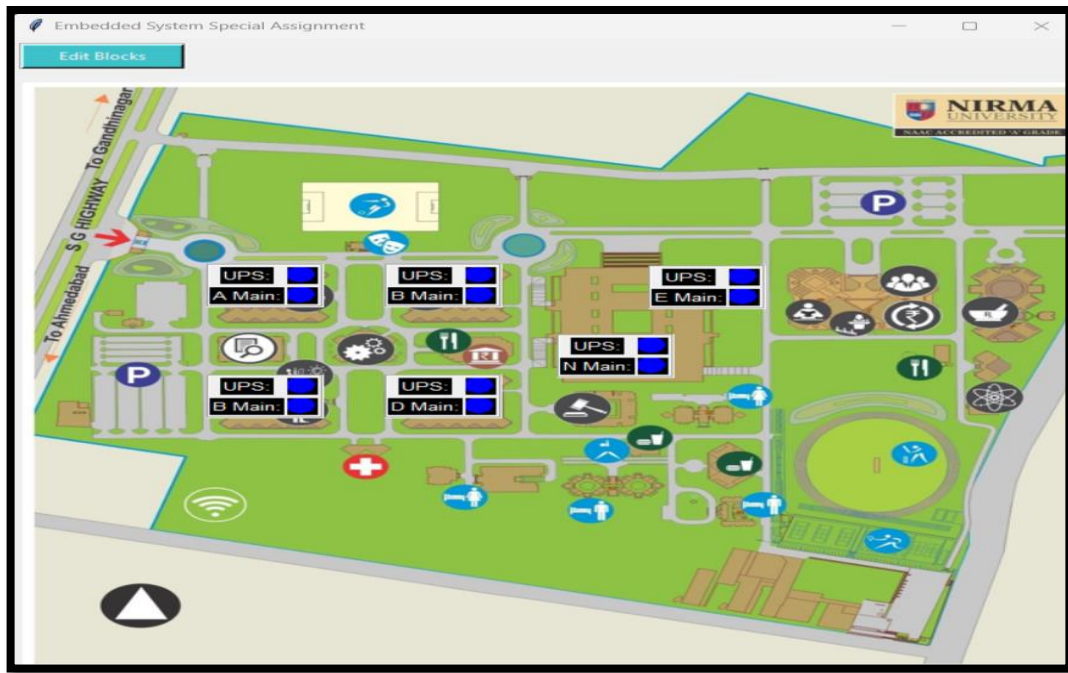 Embedded System Special Assignment
Edit Blocks
NIRMA
UNIVERSITY
NAAC ACCREDITED 'A' GRADE
To Gandhinagar
S G HIGHWAY
To Ahmedabad
P
UPS:
A Main:
UPS:
B Main:
UPS:
E Main:
UPS:
N Main:
P
UPS:
B Main:
UPS:
D Main: